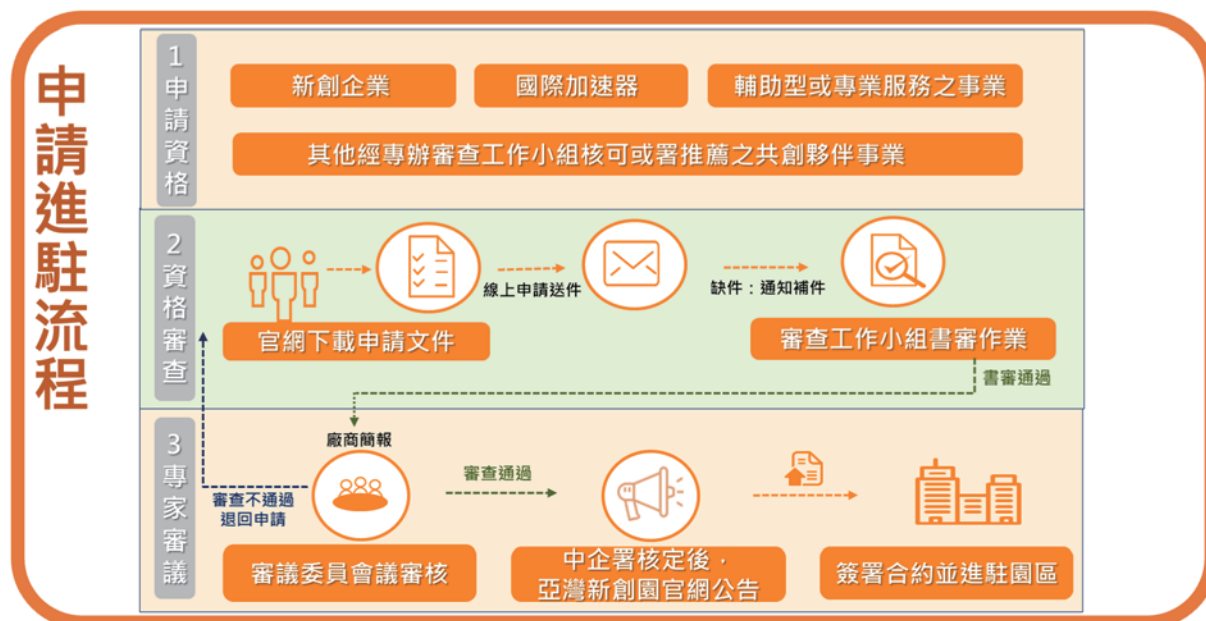 申請進駐流程
1申請資格
新創企業
國際加速器
輔助型或專業服務之事業
其他經專辦審查工作小組核可或署推薦之共創夥伴事業
2資格審查
線上申請送件
缺件：通知補件
官網下載申請文件
審查工作小組書審作業
書審通過
3專家審議
廠商簡報
審查通過
審查不通過
退回申請
審議委員會議審核
中企署核定後，
亞灣新創園官網公告
簽署合約並進駐園區